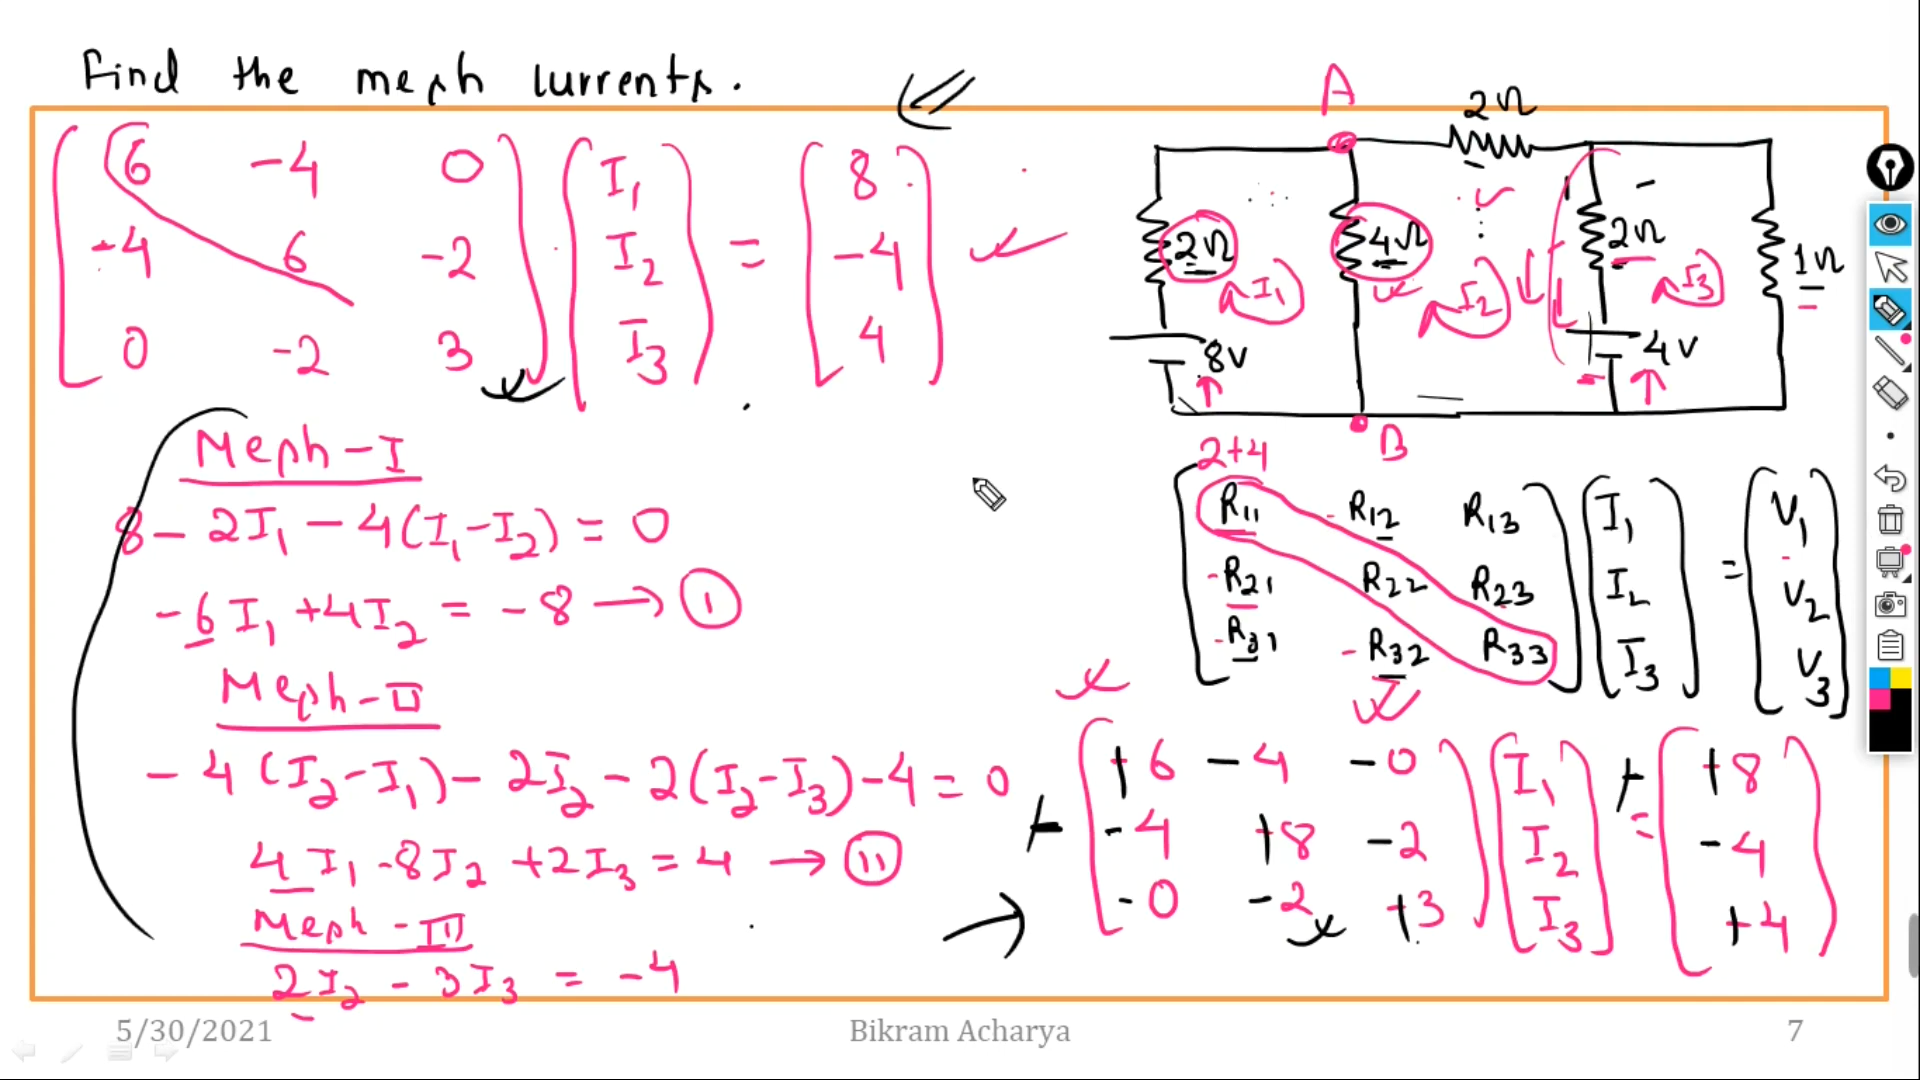 Find the mesh currents.
6 -4 0 I1 8
-4 6 -2 I2 = -4
0 -2 3 I3 4
Mesh-I
8 - 2I1 - 4(I1-I2) = 0
-6I1 +4I2 = -8 → (1)
Mesh-II
- 4(I2-I1) - 2I2 - 2(I2-I3) - 4 = 0
4I1 -8I2 +2I3 = 4 → (11)
Mesh-III
2I2 - 3I3 = -4
A
2Ω
2Ω
4Ω
2Ω
1Ω
I1
I2
I3
8V
4V
B
2+4
R11 -R12 R13 I1 V1
-R21 R22 R23 I2 = V2
-R31 -R32 R33 I3 V3
+6 -4 -0 I1 +8
-4 +8 -2 I2 = -4
-0 -2 +3 I3 +4
5/30/2021
Bikram Acharya
7